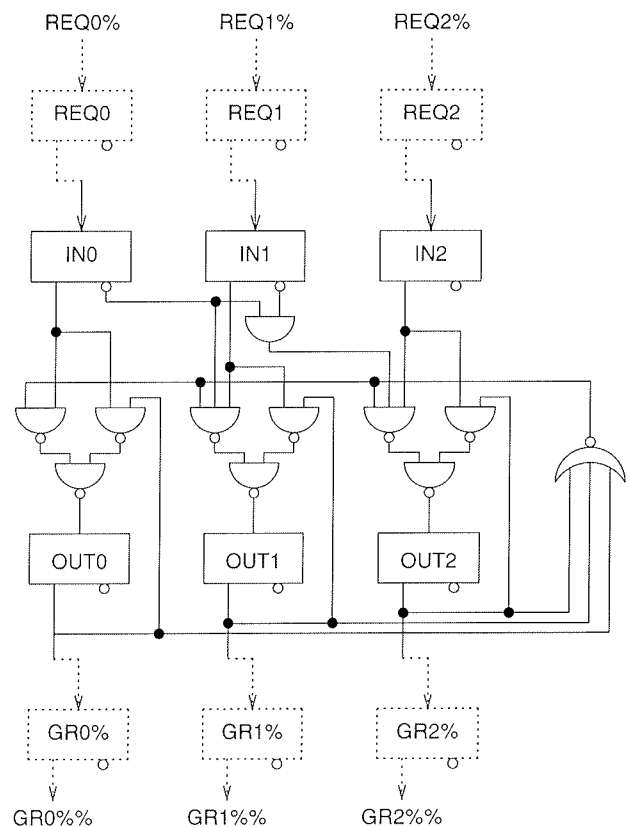 REQ0% REQ1% REQ2%
REQ0 REQ1 REQ2
IN0 IN1 IN2
OUT0 OUT1 OUT2
GR0% GR1% GR2%
GR0%% GR1%% GR2%%